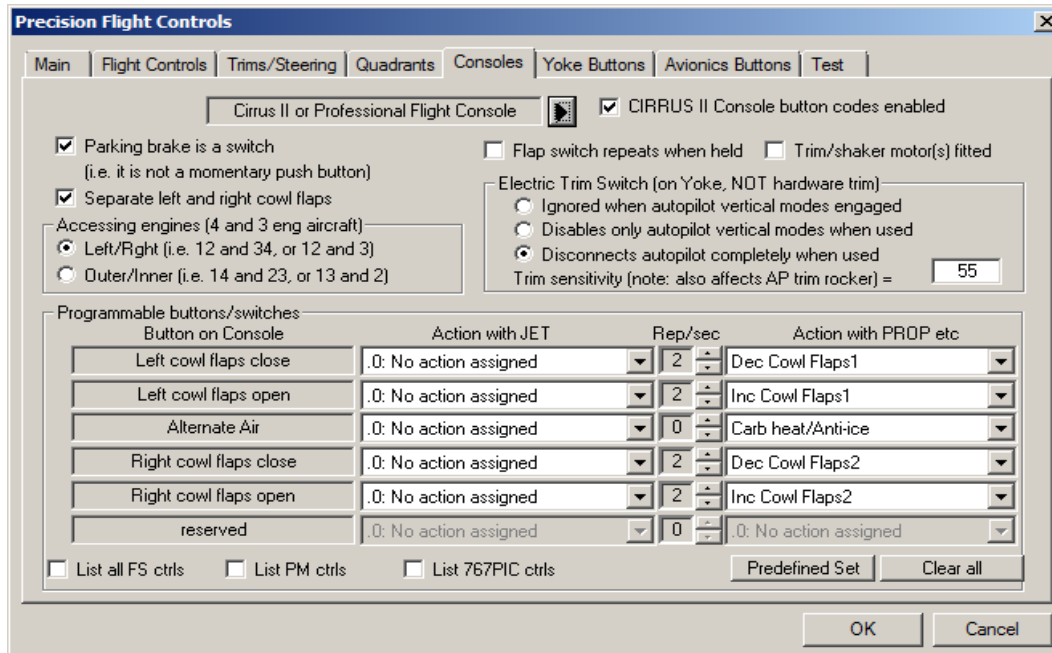 Precision Flight Controls
Main Flight Controls Trims/Steering Quadrants Consoles Yoke Buttons Avionics Buttons Test
Cirrus II or Professional Flight Console CIRRUS II Console button codes enabled
Parking brake is a switch
(i.e. it is not a momentary push button)
Flap switch repeats when held Trim/shaker motor(s) fitted
Separate left and right cowl flaps
Electric Trim Switch (on Yoke, NOT hardware trim)
Ignored when autopilot vertical modes engaged
Disables only autopilot vertical modes when used
Disconnects autopilot completely when used
Trim sensitivity (note: also affects AP trim rocker) = 55
Accessing engines (4 and 3 eng aircraft)
Left/Rght (i.e. 12 and 34, or 12 and 3)
Outer/Inner (i.e. 14 and 23, or 13 and 2)
Programmable buttons/switches
Button on Console Action with JET Rep/sec Action with PROP etc
Left cowl flaps close .0: No action assigned 2 Dec Cowl Flaps1
Left cowl flaps open .0: No action assigned 2 Inc Cowl Flaps1
Alternate Air .0: No action assigned 0 Carb heat/Anti-ice
Right cowl flaps close .0: No action assigned 2 Dec Cowl Flaps2
Right cowl flaps open .0: No action assigned 2 Inc Cowl Flaps2
reserved .0: No action assigned 0 .0: No action assigned
List all FS ctrls List PM ctrls List 767PIC ctrls Predefined Set Clear all
OK Cancel